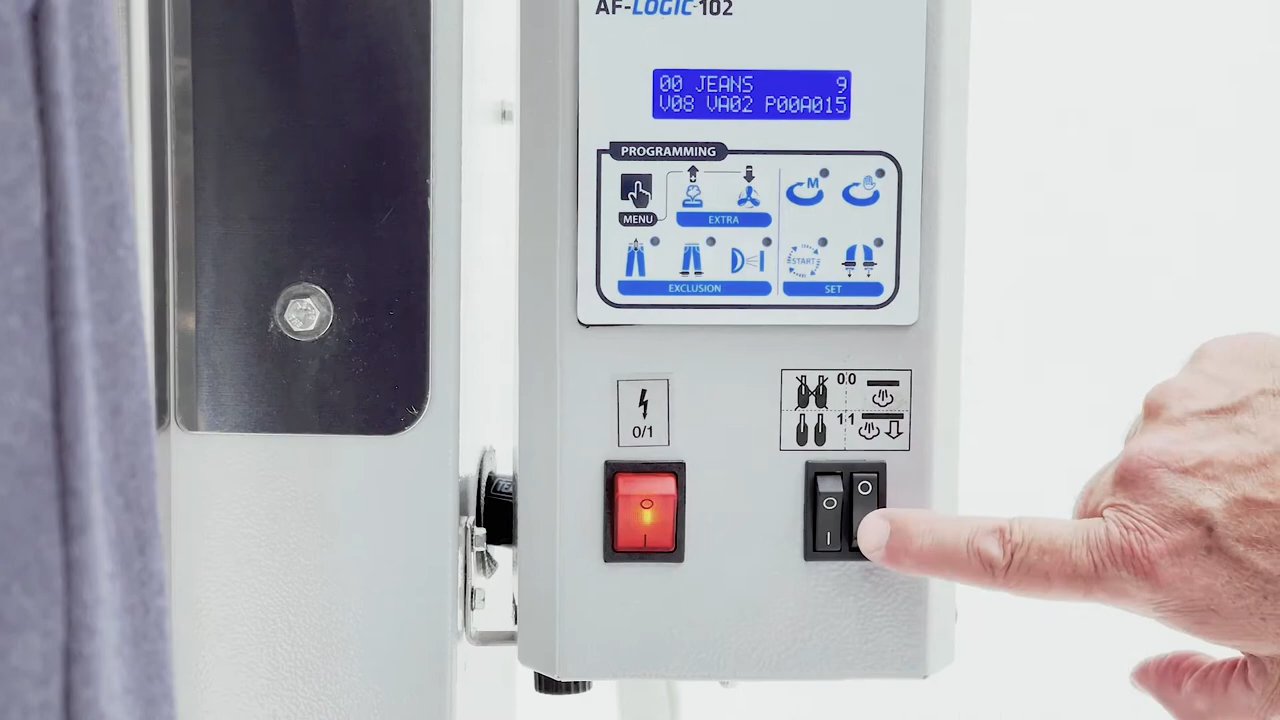 AF-LOGIC-102
00 JEANS 9
V08 VA02 P00A015
PROGRAMMING
M
MENU
EXTRA
START
EXCLUSION
SET
0/1
0 0
1 1